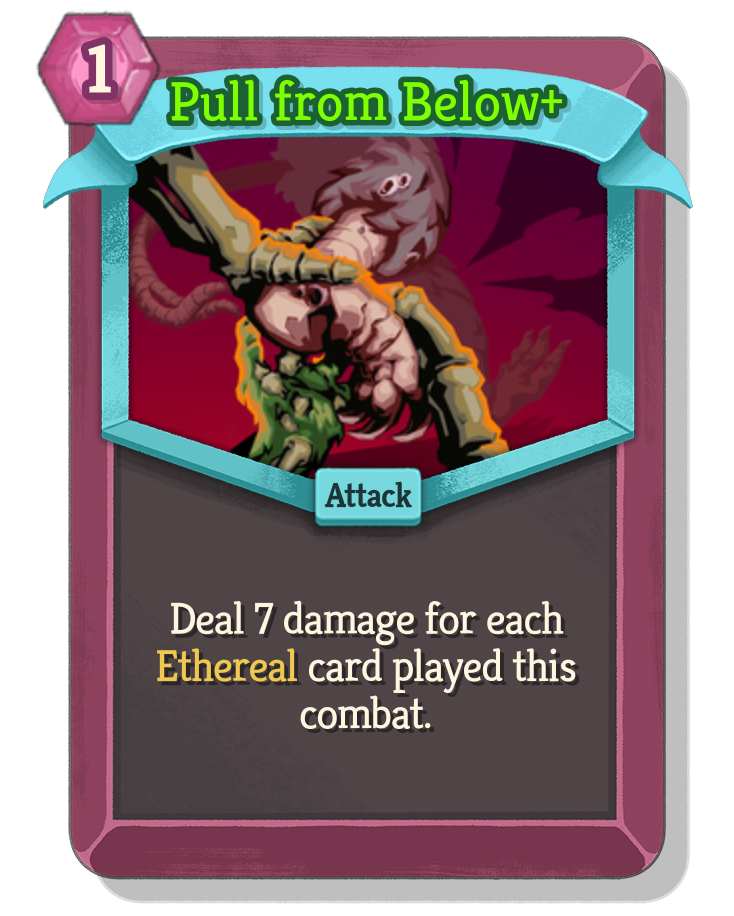 1
Pull from Below+
Attack
Deal 7 damage for each
Ethereal card played this
combat.